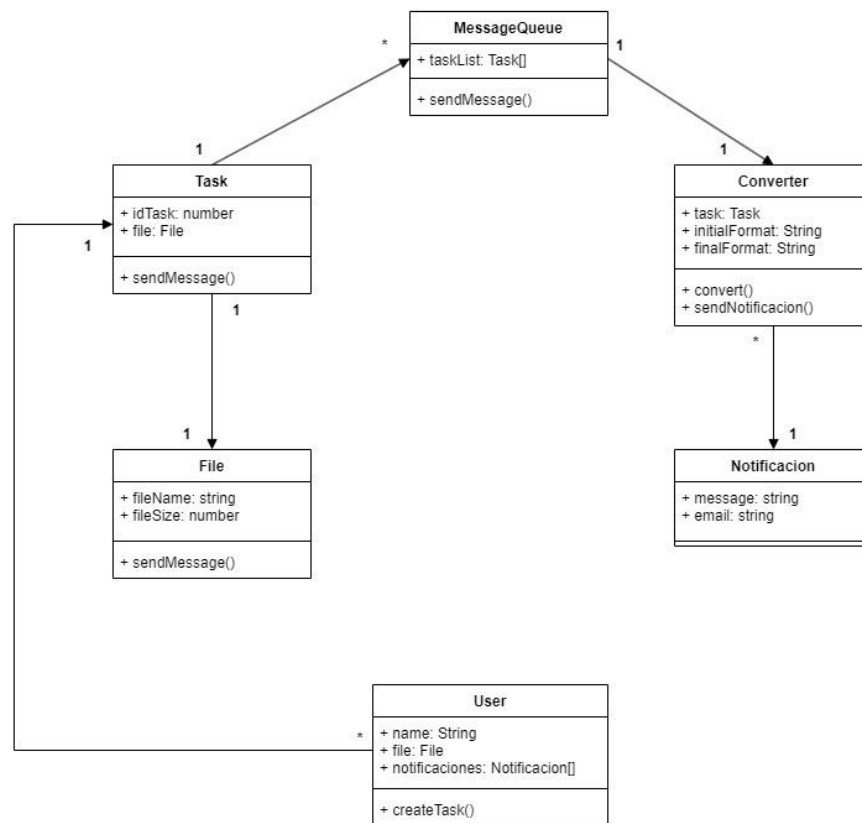 MessageQueue
+ taskList: Task[]
+ sendMessage()
*
1
1
1
Task
+ idTask: number
+ file: File
+ sendMessage()
1
1
Converter
+ task: Task
+ initialFormat: String
+ finalFormat: String
+ convert()
+ sendNotificacion()
*
1
1
File
+ fileName: string
+ fileSize: number
+ sendMessage()
Notificacion
+ message: string
+ email: string
*
User
+ name: String
+ file: File
+ notificaciones: Notificacion[]
+ createTask()